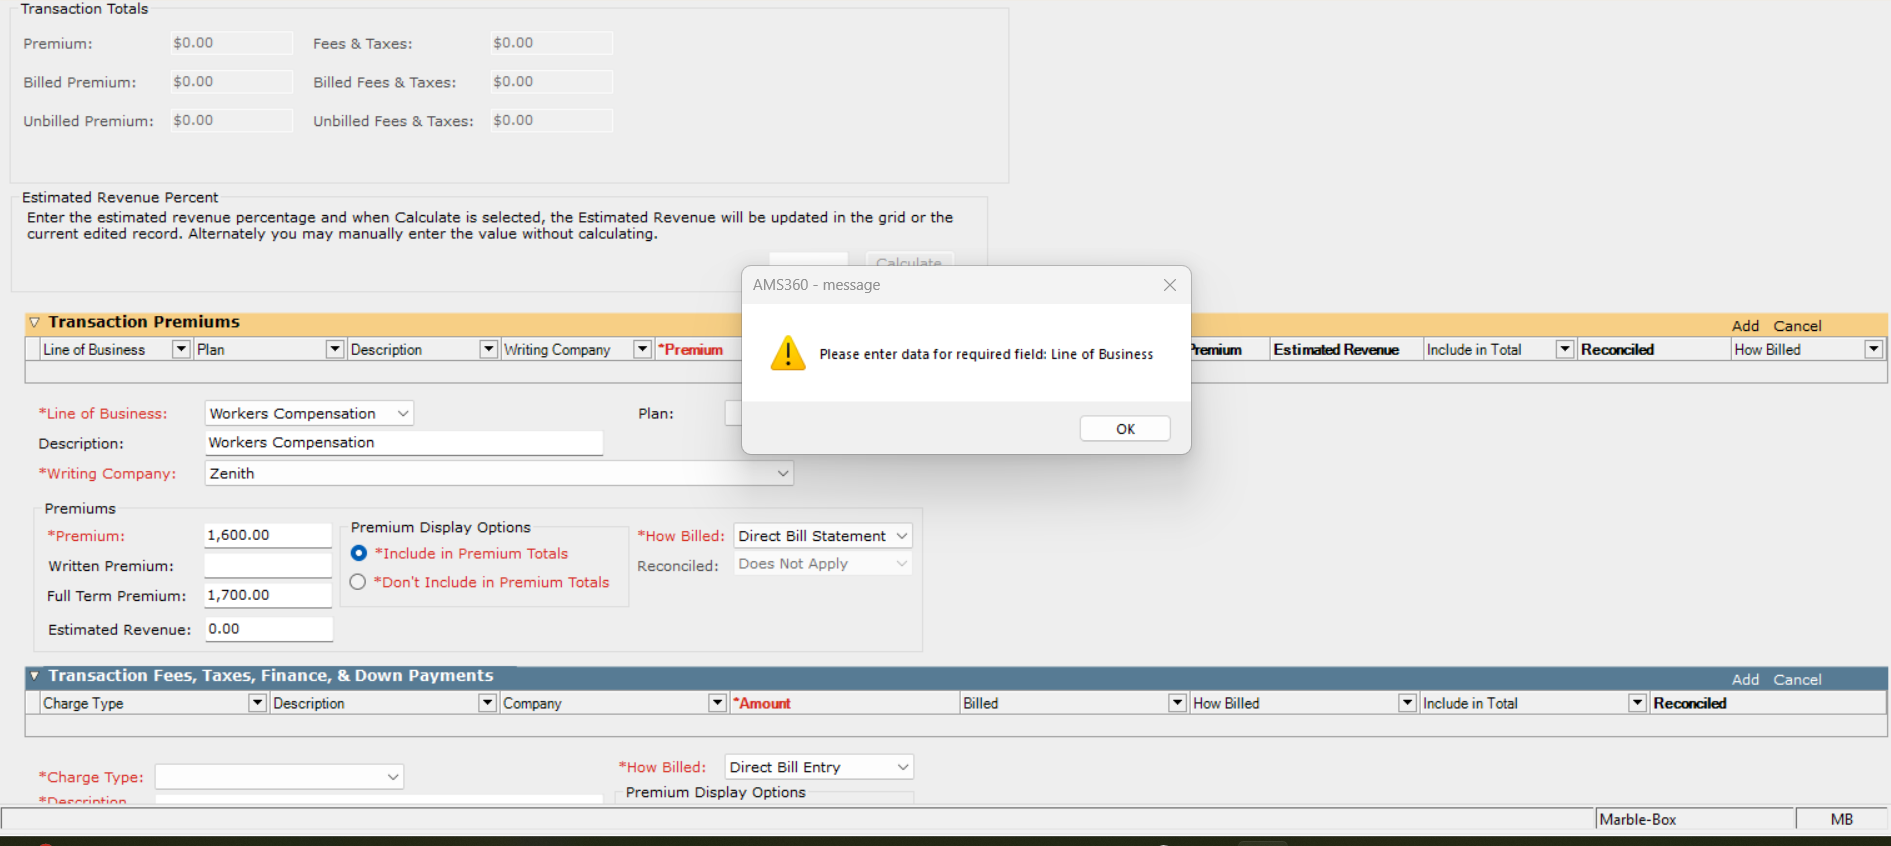 Transaction Totals
Premium: $0.00 Fees & Taxes: $0.00
Billed Premium: $0.00 Billed Fees & Taxes: $0.00
Unbilled Premium: $0.00 Unbilled Fees & Taxes: $0.00
Estimated Revenue Percent
Enter the estimated revenue percentage and when Calculate is selected, the Estimated Revenue will be updated in the grid or the
current edited record. Alternately you may manually enter the value without calculating.
Calculate
AMS360 - message
Please enter data for required field: Line of Business
OK
Transaction Premiums Add Cancel
Line of Business Plan Description Writing Company *Premium Premium Estimated Revenue Include in Total Reconciled How Billed
*Line of Business: Workers Compensation Plan:
Description: Workers Compensation
*Writing Company: Zenith
Premiums
*Premium: 1,600.00
Written Premium:
Full Term Premium: 1,700.00
Estimated Revenue: 0.00
Premium Display Options
*Include in Premium Totals
*Don't Include in Premium Totals
*How Billed: Direct Bill Statement
Reconciled: Does Not Apply
Transaction Fees, Taxes, Finance, & Down Payments Add Cancel
Charge Type Description Company *Amount Billed How Billed Include in Total Reconciled
*Charge Type: *How Billed: Direct Bill Entry
*Description Premium Display Options
Marble-Box MB